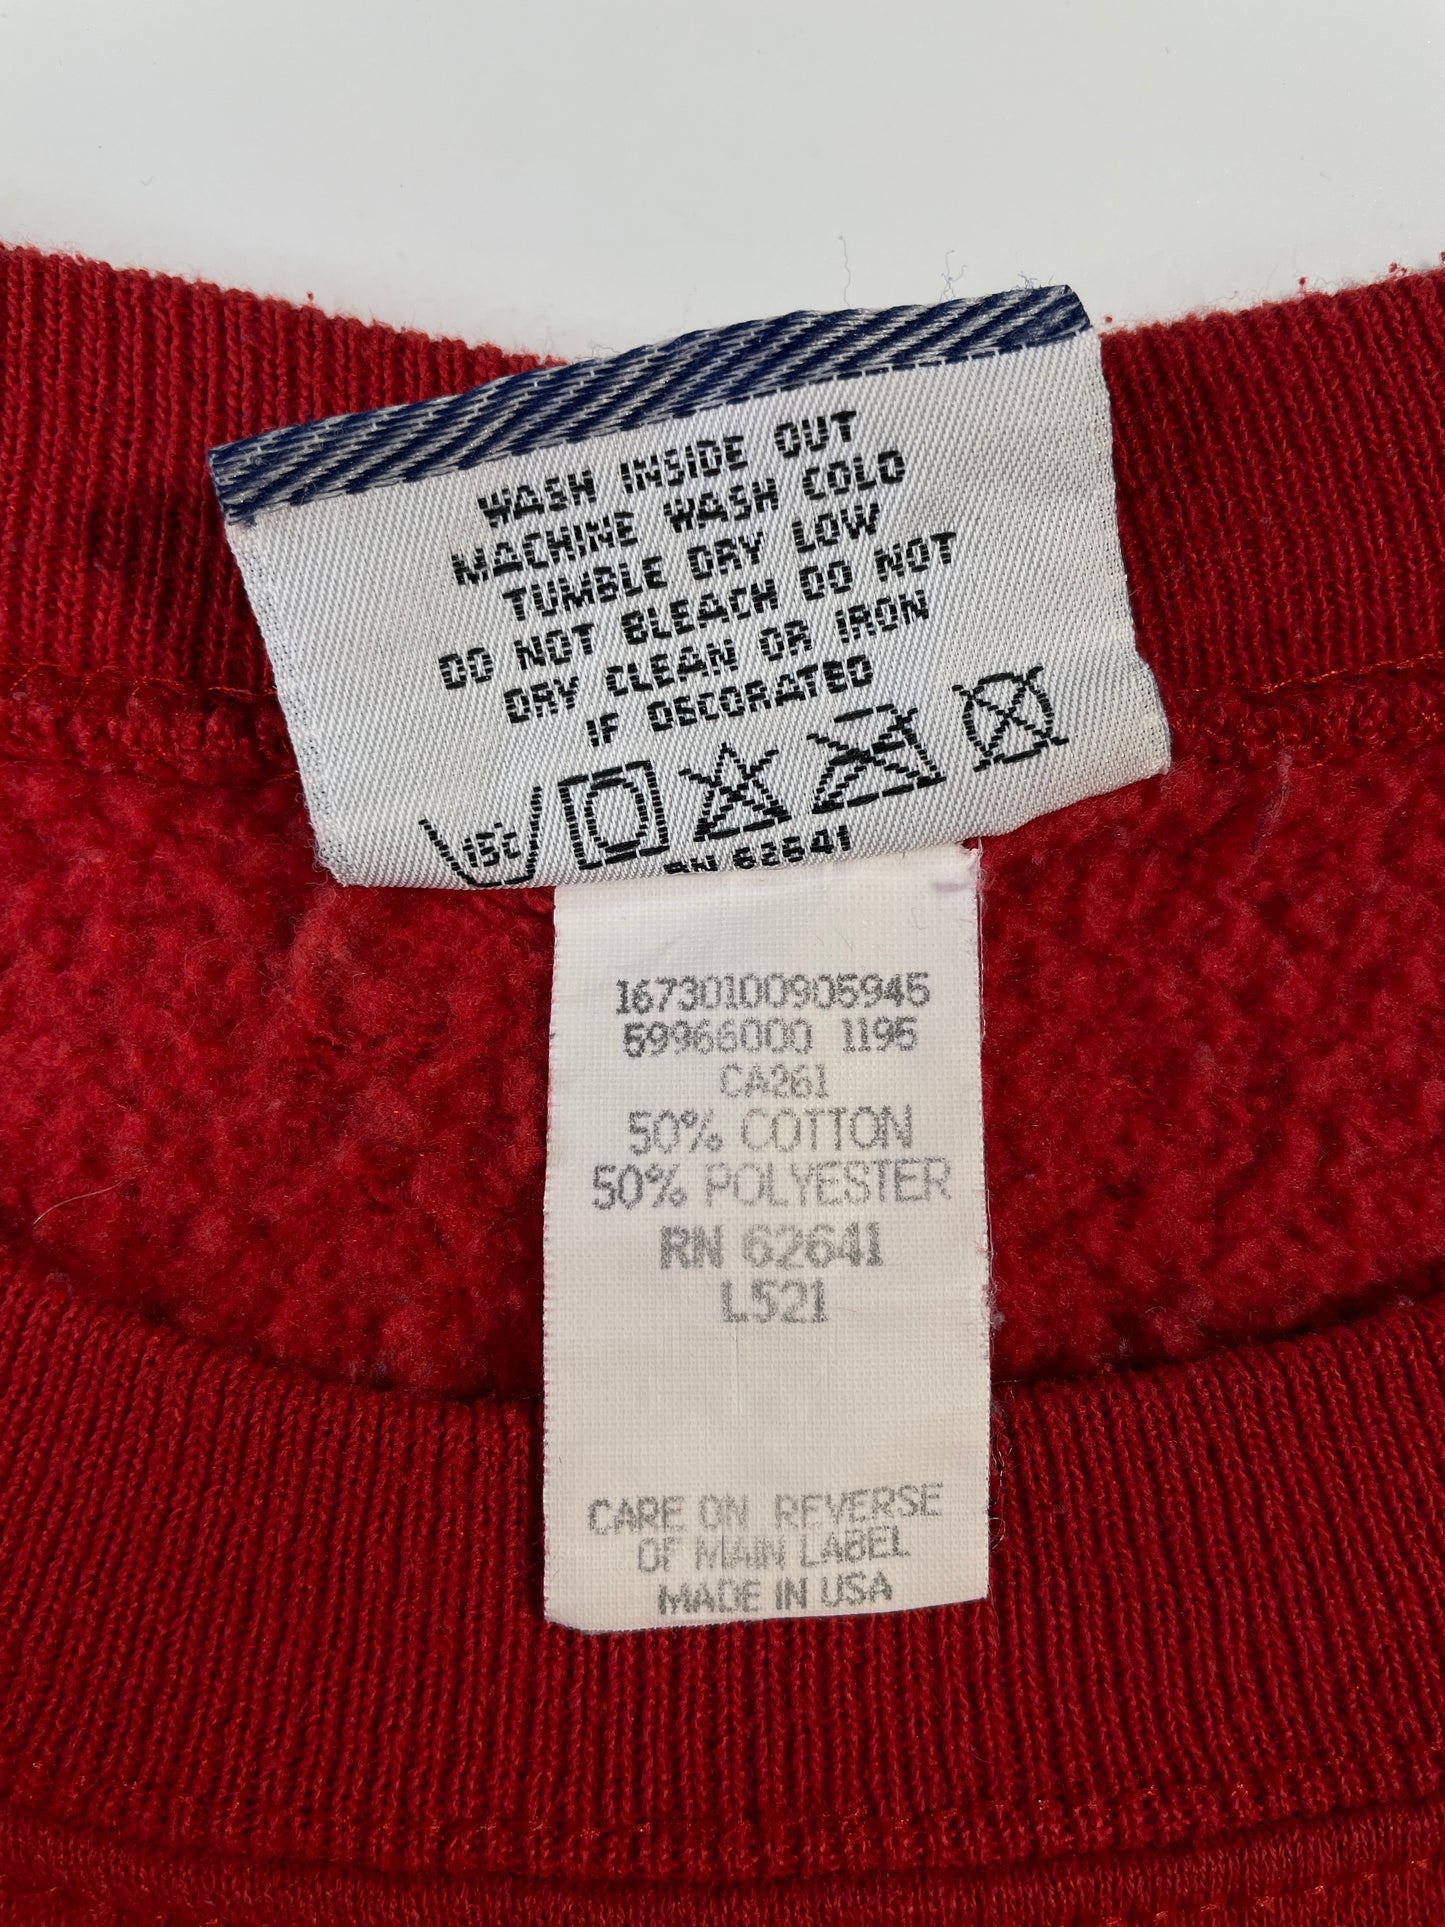 WASH INSIDE OUT
MACHINE WASH COLD
TUMBLE DRY LOW
DO NOT BLEACH DO NOT
DRY CLEAN OR IRON
IF DECORATED
15°C
RN 62641
16730100905945
59966000 1195
CA261
50% COTTON
50% POLYESTER
RN 62641
L521
CARE ON REVERSE
OF MAIN LABEL
MADE IN USA